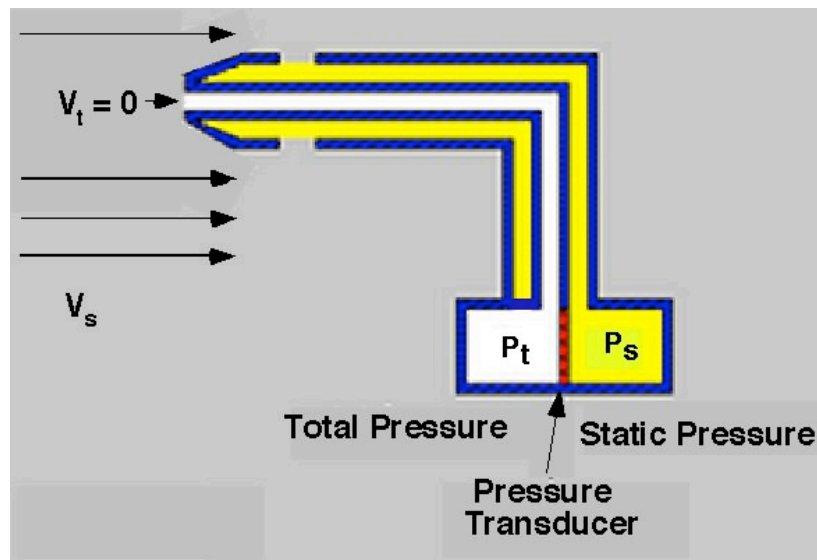 Vt = 0
Vs
Pt
Ps
Total Pressure
Static Pressure
Pressure
Transducer